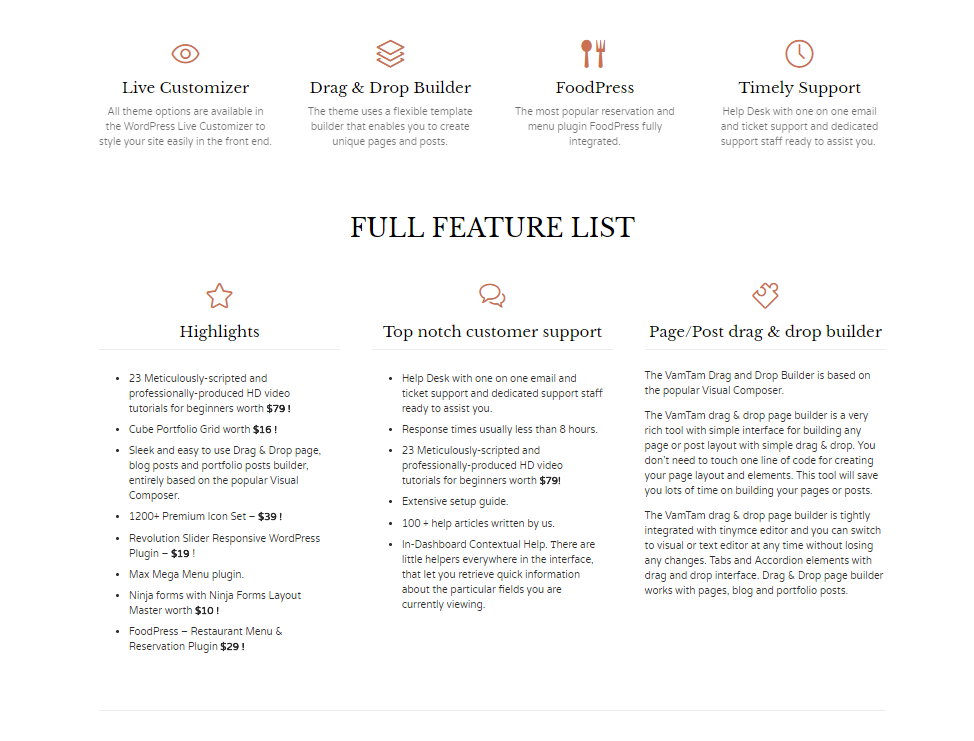 Live Customizer
All theme options are available in
the WordPress Live Customizer to
style your site easily in the front end.
Drag & Drop Builder
The theme uses a flexible template
builder that enables you to create
unique pages and posts.
FoodPress
The most popular reservation and
menu plugin FoodPress fully
integrated.
Timely Support
Help Desk with one on one email
and ticket support and dedicated
support staff ready to assist you.
FULL FEATURE LIST
Highlights
• 23 Meticulously-scripted and
professionally-produced HD video
tutorials for beginners worth $79 !
• Cube Portfolio Grid worth $16 !
• Sleek and easy to use Drag & Drop page,
blog posts and portfolio posts builder,
entirely based on the popular Visual
Composer.
• 1200+ Premium Icon Set – $39 !
• Revolution Slider Responsive WordPress
Plugin – $19 !
• Max Mega Menu plugin.
• Ninja forms with Ninja Forms Layout
Master worth $10 !
• FoodPress – Restaurant Menu &
Reservation Plugin $29 !
Top notch customer support
• Help Desk with one on one email and
ticket support and dedicated support staff
ready to assist you.
• Response times usually less than 8 hours.
• 23 Meticulously-scripted and
professionally-produced HD video
tutorials for beginners worth $79!
• Extensive setup guide.
• 100 + help articles written by us.
• In-Dashboard Contextual Help. There are
little helpers everywhere in the interface,
that let you retrieve quick information
about the particular fields you are
currently viewing.
Page/Post drag & drop builder
The VamTam Drag and Drop Builder is based on
the popular Visual Composer.
The VamTam drag & drop page builder is a very
rich tool with simple interface for building any
page or post layout with simple drag & drop. You
don't need to touch one line of code for creating
your page layout and elements. This tool will save
you lots of time on building your pages or posts.
The VamTam drag & drop page builder is tightly
integrated with tinymce editor and you can switch
to visual or text editor at any time without losing
any changes. Tabs and Accordion elements with
drag and drop interface. Drag & Drop page builder
works with pages, blog and portfolio posts.